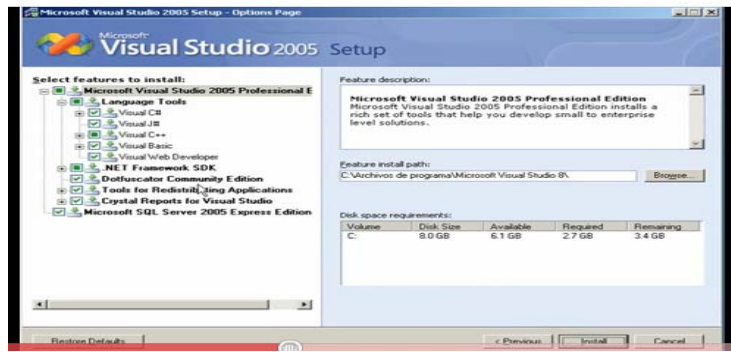 Microsoft Visual Studio 2005 Setup - Options Page
Microsoft
Visual Studio 2005 Setup
Select features to install:
Microsoft Visual Studio 2005 Professional E
Language Tools
Visual C#
Visual J#
Visual C++
Visual Basic
Visual Web Developer
.NET Framework SDK
Dotfuscator Community Edition
Tools for Redistributing Applications
Crystal Reports for Visual Studio
Microsoft SQL Server 2005 Express Edition
Feature description:
Microsoft Visual Studio 2005 Professional Edition
Microsoft Visual Studio 2005 Professional Edition installs a
rich set of tools that help you develop small to enterprise
level solutions.
Feature install path:
C:\Archivos de programa\Microsoft Visual Studio 8\
Browse...
Disk space requirements:
Volume Disk Size Available Required Remaining
C: 8.0 GB 6.1 GB 2.7 GB 3.4 GB
Restore Defaults
< Previous Install Cancel